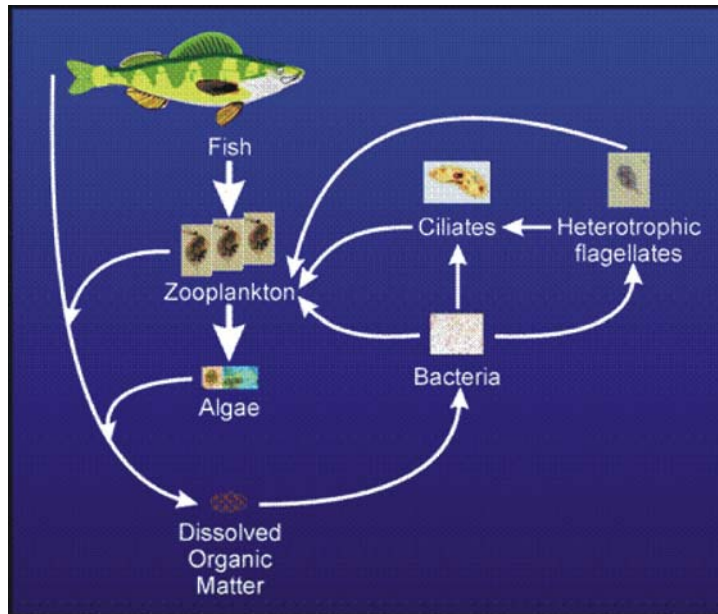 Fish
Ciliates
Heterotrophic
flagellates
Zooplankton
Bacteria
Algae
Dissolved
Organic
Matter